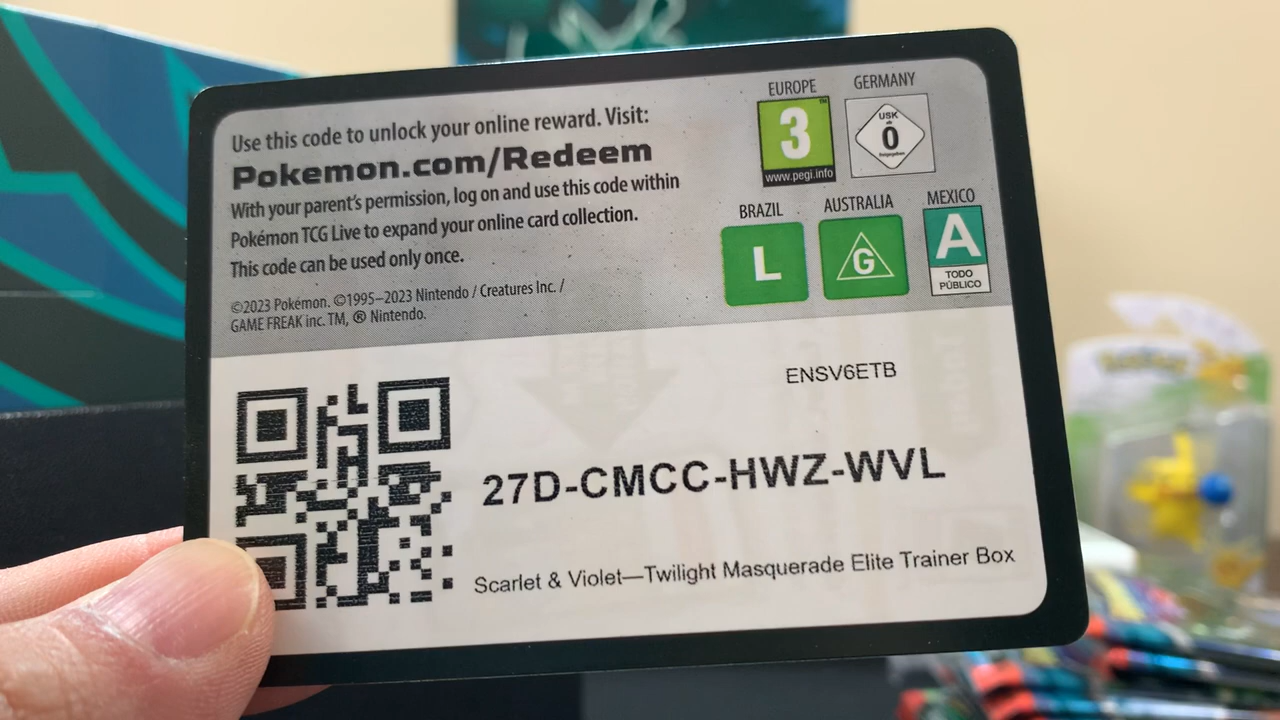 Use this code to unlock your online reward. Visit:
Pokemon.com/Redeem
With your parent's permission, log on and use this code within
Pokémon TCG Live to expand your online card collection.
This code can be used only once.
©2023 Pokémon. ©1995–2023 Nintendo / Creatures Inc. /
GAME FREAK inc. TM, ® Nintendo.
EUROPE
3
www.pegi.info
GERMANY
USK
ab
0
BRAZIL
L
AUSTRALIA
G
MEXICO
A
TODO
PÚBLICO
ENSV6ETB
27D-CMCC-HWZ-WVL
Scarlet & Violet—Twilight Masquerade Elite Trainer Box